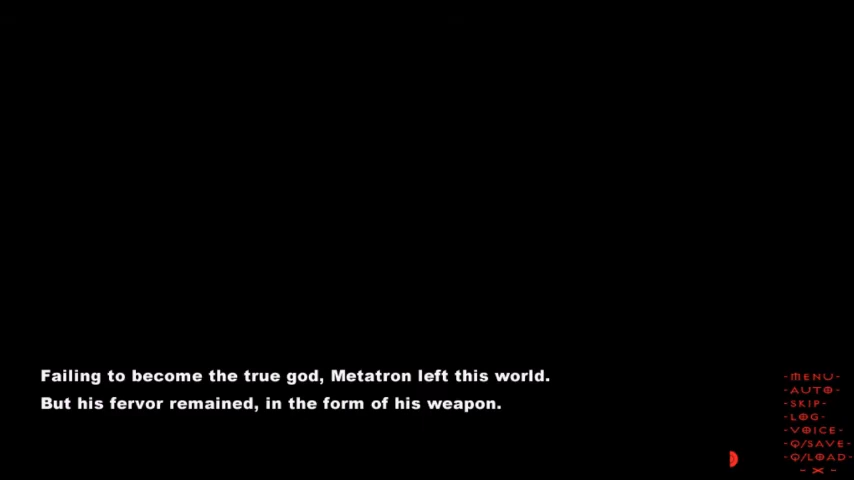 Failing to become the true god, Metatron left this world.
But his fervor remained, in the form of his weapon.
-MENU-
-AUTO-
-SKIP-
-LOG-
-VOICE-
-Q/SAVE-
-Q/LOAD-
-X-